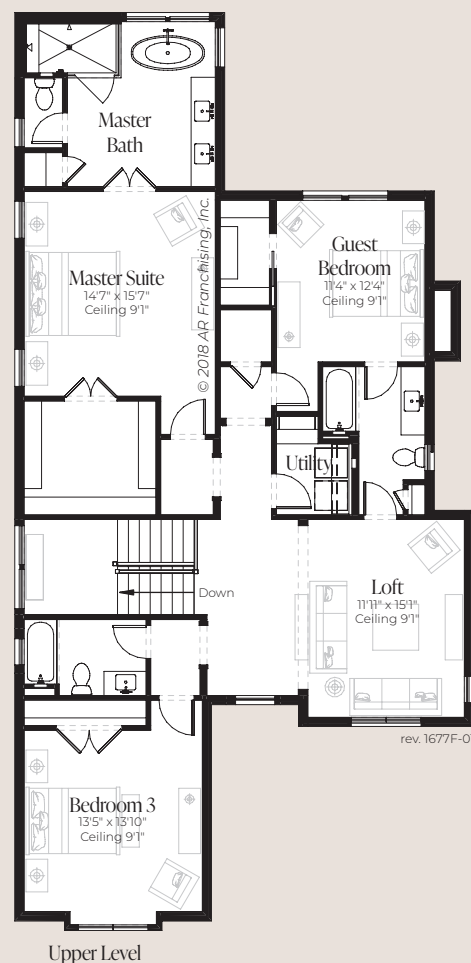 Master
Bath
Master Suite
14'7" x 15'7"
Ceiling 9'1"
© 2018 AR Franchising, Inc.
Guest
Bedroom
11'4" x 12'4"
Ceiling 9'1"
Utility
Down
Loft
11'11" x 15'1"
Ceiling 9'1"
rev. 1677F-0
Bedroom 3
13'5" x 13'10"
Ceiling 9'1"
Upper Level